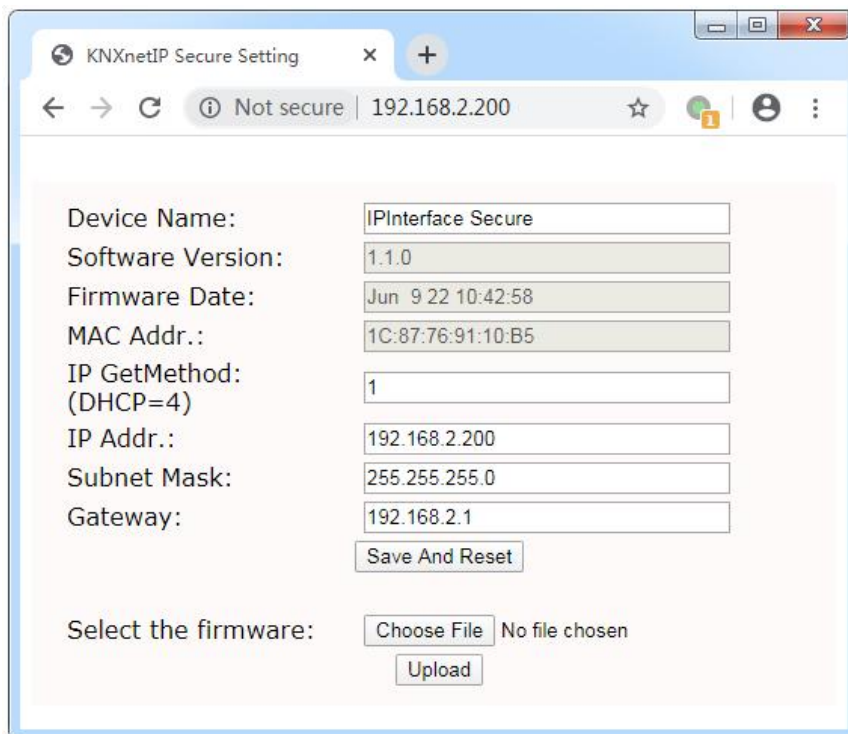 KNXnetIP Secure Setting
Not secure 192.168.2.200
1
Device Name: IPInterface Secure
Software Version: 1.1.0
Firmware Date: Jun 9 22 10:42:58
MAC Addr.: 1C:87:76:91:10:B5
IP GetMethod:
(DHCP=4) 1
IP Addr.: 192.168.2.200
Subnet Mask: 255.255.255.0
Gateway: 192.168.2.1
Save And Reset
Select the firmware: Choose File No file chosen
Upload